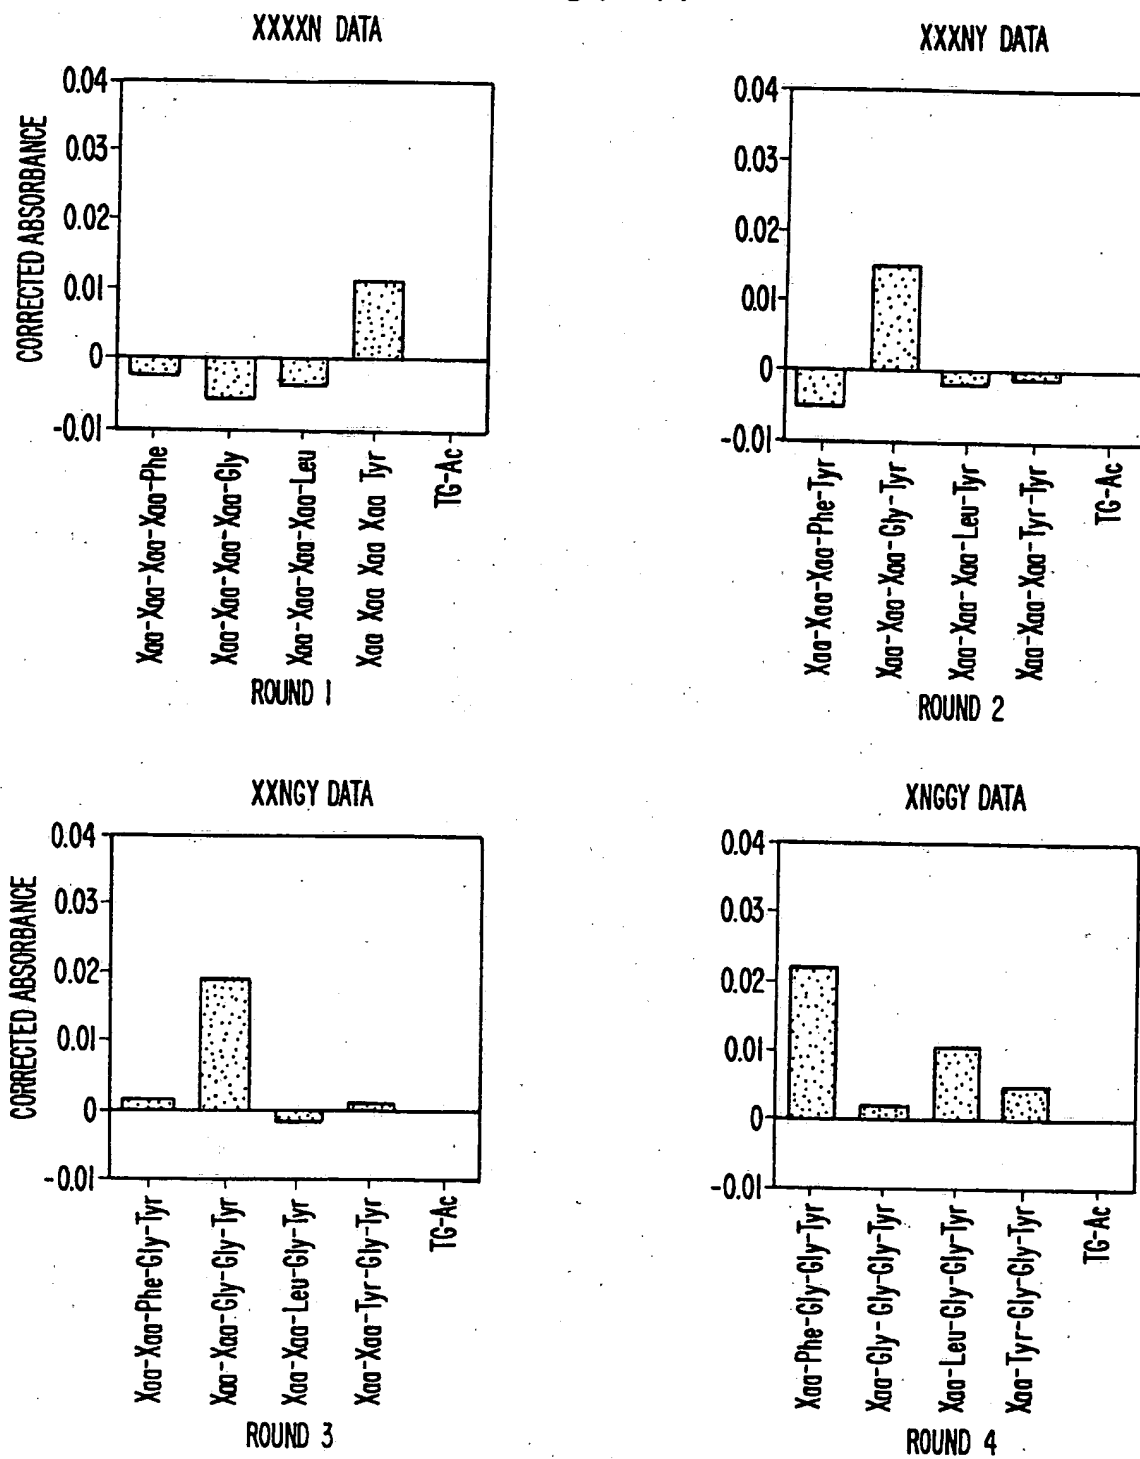 XXXXN DATA
CORRECTED ABSORBANCE
0.04
0.03
0.02
0.01
0
-0.01
Xaa-Xaa-Xaa-Xaa-Phe
Xaa-Xaa-Xaa-Xaa-Gly
Xaa-Xaa-Xaa-Xaa-Leu
Xaa Xaa Xaa Xaa Tyr
TG-Ac
ROUND 1
XXXNY DATA
0.04
0.03
0.02
0.01
0
-0.01
Xaa-Xaa-Xaa-Phe-Tyr
Xaa-Xaa-Xaa-Gly-Tyr
Xaa-Xaa-Xaa-Leu-Tyr
Xaa-Xaa-Xaa-Tyr-Tyr
TG-Ac
ROUND 2
XXNGY DATA
CORRECTED ABSORBANCE
0.04
0.03
0.02
0.01
0
-0.01
Xaa-Xaa-Phe-Gly-Tyr
Xaa-Xaa-Gly-Gly-Tyr
Xaa-Xaa-Leu-Gly-Tyr
Xaa-Xaa-Tyr-Gly-Tyr
TG-Ac
ROUND 3
XNGGY DATA
0.04
0.03
0.02
0.01
0
-0.01
Xaa-Phe-Gly-Gly-Tyr
Xaa-Gly-Gly-Gly-Tyr
Xaa-Leu-Gly-Gly-Tyr
Xaa-Tyr-Gly-Gly-Tyr
TG-Ac
ROUND 4